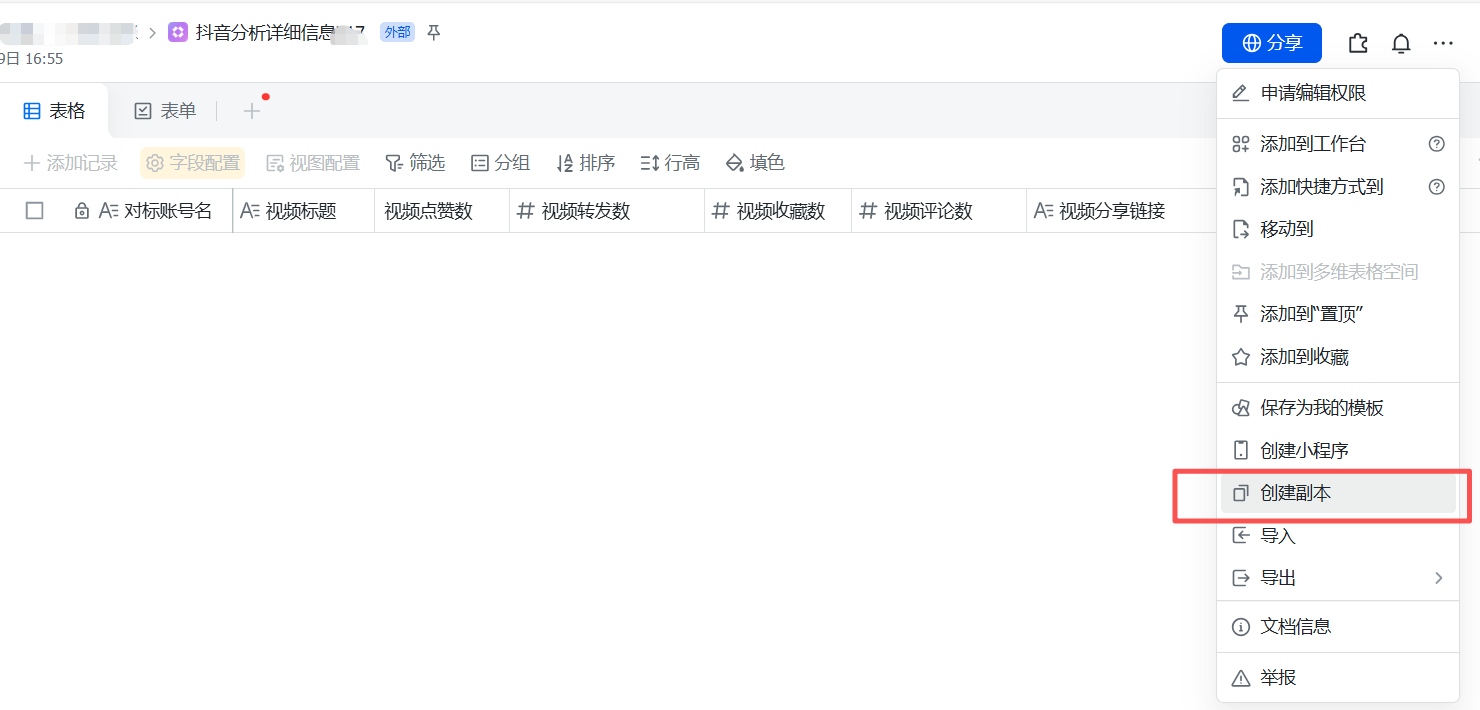 抖音分析详细信息 外部
分享
9日 16:55
表格
表单
添加记录
字段配置
视图配置
筛选
分组
排序
行高
填色
对标账号名
视频标题
视频点赞数
视频转发数
视频收藏数
视频评论数
视频分享链接
申请编辑权限
添加到工作台
添加快捷方式到
移动到
添加到多维表格空间
添加到“置顶”
添加到收藏
保存为我的模板
创建小程序
创建副本
导入
导出
文档信息
举报